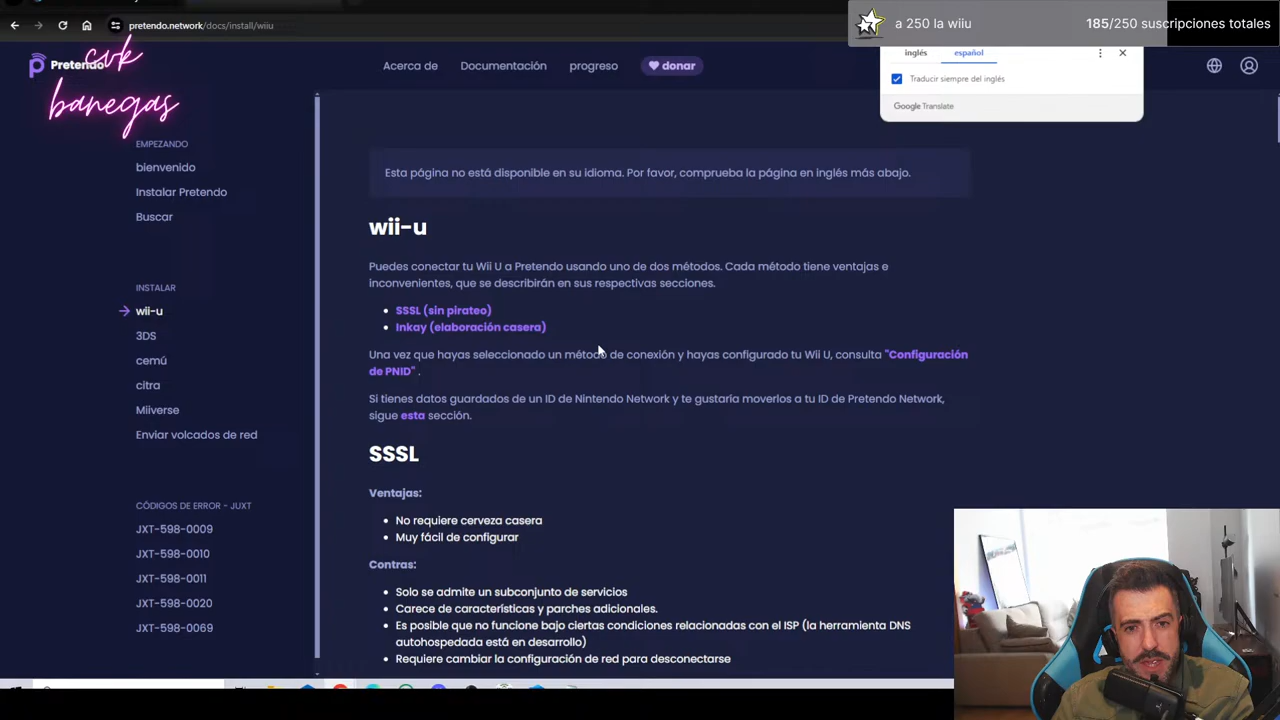 pretendo.network/docs/install/wiiu
a 250 la wiiu
185/250 suscripciones totales
inglés
español
Traducir siempre del inglés
Google Translate
Pretendo
cvk
banegas
Acerca de
Documentación
progreso
donar
EMPEZANDO
bienvenido
Instalar Pretendo
Buscar
INSTALAR
wii-u
3DS
cemú
citra
Miiverse
Enviar volcados de red
CÓDIGOS DE ERROR - JUXT
JXT-598-0009
JXT-598-0010
JXT-598-0011
JXT-598-0020
JXT-598-0069
Esta página no está disponible en su idioma. Por favor, comprueba la página en inglés más abajo.
wii-u
Puedes conectar tu Wii U a Pretendo usando uno de dos métodos. Cada método tiene ventajas e
inconvenientes, que se describirán en sus respectivas secciones.
SSSL (sin pirateo)
Inkay (elaboración casera)
Una vez que hayas seleccionado un método de conexión y hayas configurado tu Wii U, consulta "Configuración
de PNID" .
Si tienes datos guardados de un ID de Nintendo Network y te gustaría moverlos a tu ID de Pretendo Network,
sigue esta sección.
SSSL
Ventajas:
No requiere cerveza casera
Muy fácil de configurar
Contras:
Solo se admite un subconjunto de servicios
Carece de características y parches adicionales.
Es posible que no funcione bajo ciertas condiciones relacionadas con el ISP (la herramienta DNS
autohospedada está en desarrollo)
Requiere cambiar la configuración de red para desconectarse